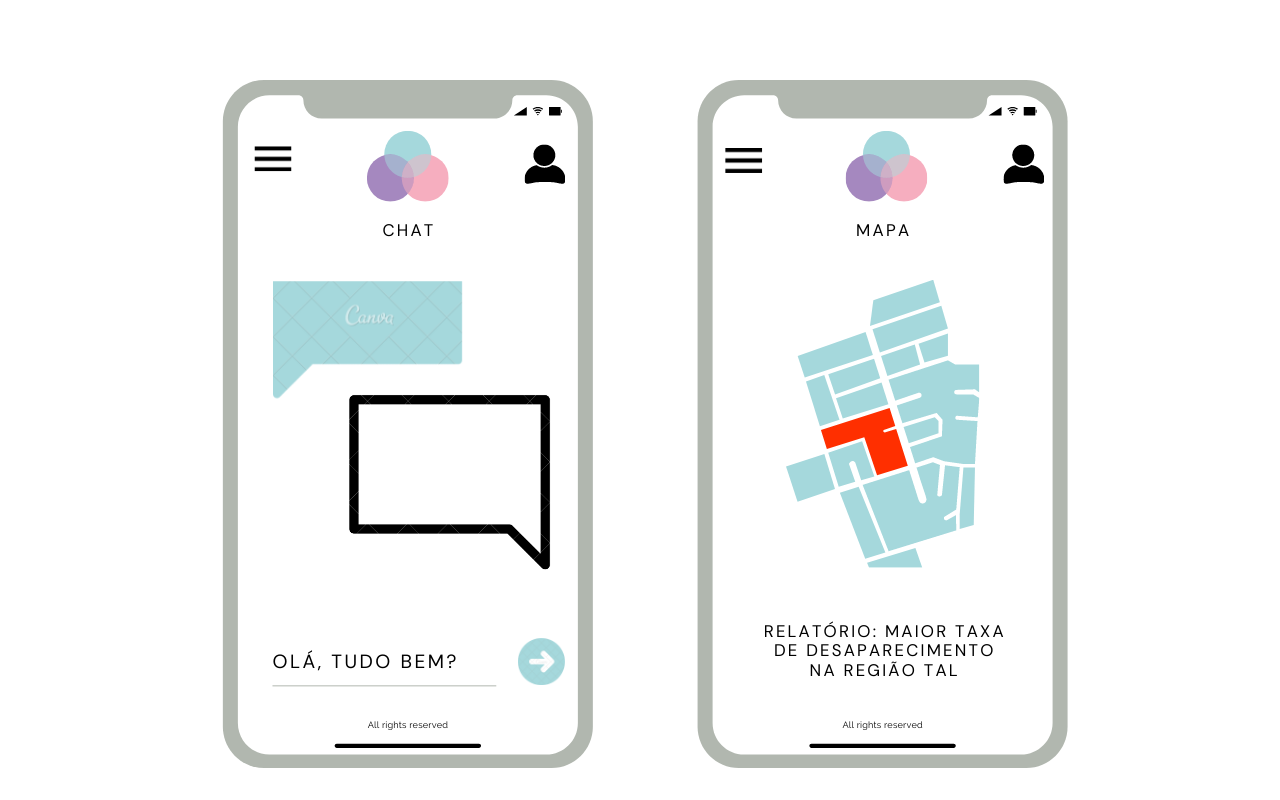 CHAT
Canva
OLÁ, TUDO BEM?
All rights reserved
MAPA
RELATÓRIO: MAIOR TAXA
DE DESAPARECIMENTO
NA REGIÃO TAL
All rights reserved